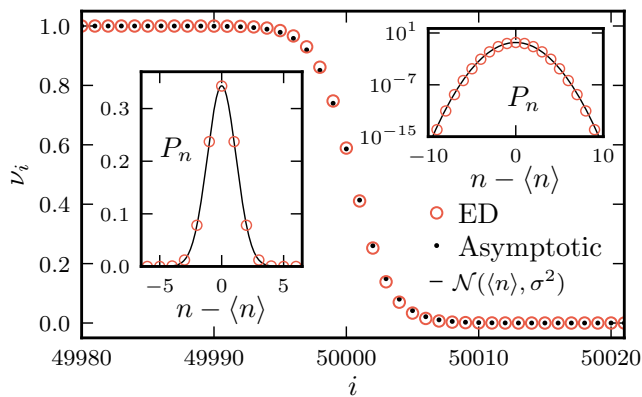 1.0
0.8
0.6
0.4
0.2
0.0
ν_i
49980
49990
50000
50010
50020
i
0.3
0.2
0.1
0.0
P_n
−5
0
5
n − ⟨n⟩
10^1
10^−7
10^−15
P_n
−10
0
10
n − ⟨n⟩
ED
Asymptotic
𝒩(⟨n⟩, σ^2)